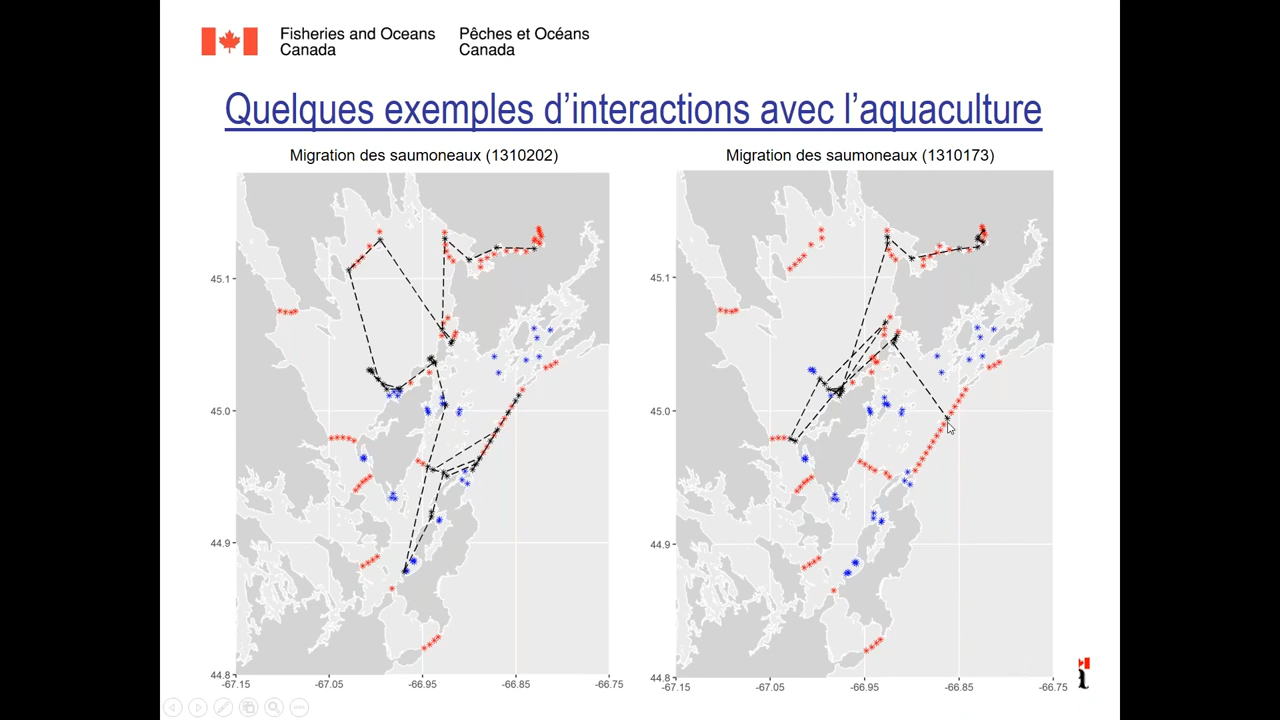 Fisheries and Oceans
Canada
Pêches et Océans
Canada
Quelques exemples d’interactions avec l’aquaculture
Migration des saumoneaux (1310202)
45.1
45.0
44.9
44.8
-67.15
-67.05
-66.95
-66.85
-66.75
Migration des saumoneaux (1310173)
45.1
45.0
44.9
44.8
-67.15
-67.05
-66.95
-66.85
-66.75